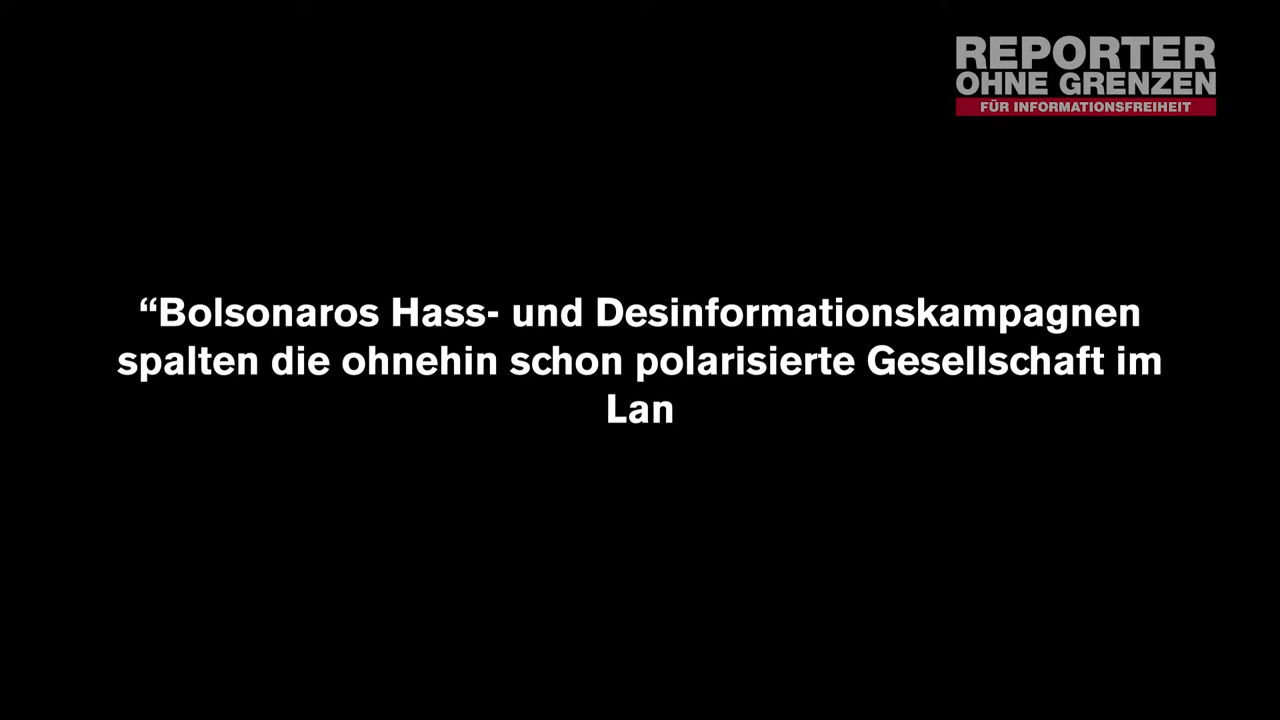 REPORTER
OHNE GRENZEN
FÜR INFORMATIONSFREIHEIT
“Bolsonaros Hass- und Desinformationskampagnen
spalten die ohnehin schon polarisierte Gesellschaft im
Lan